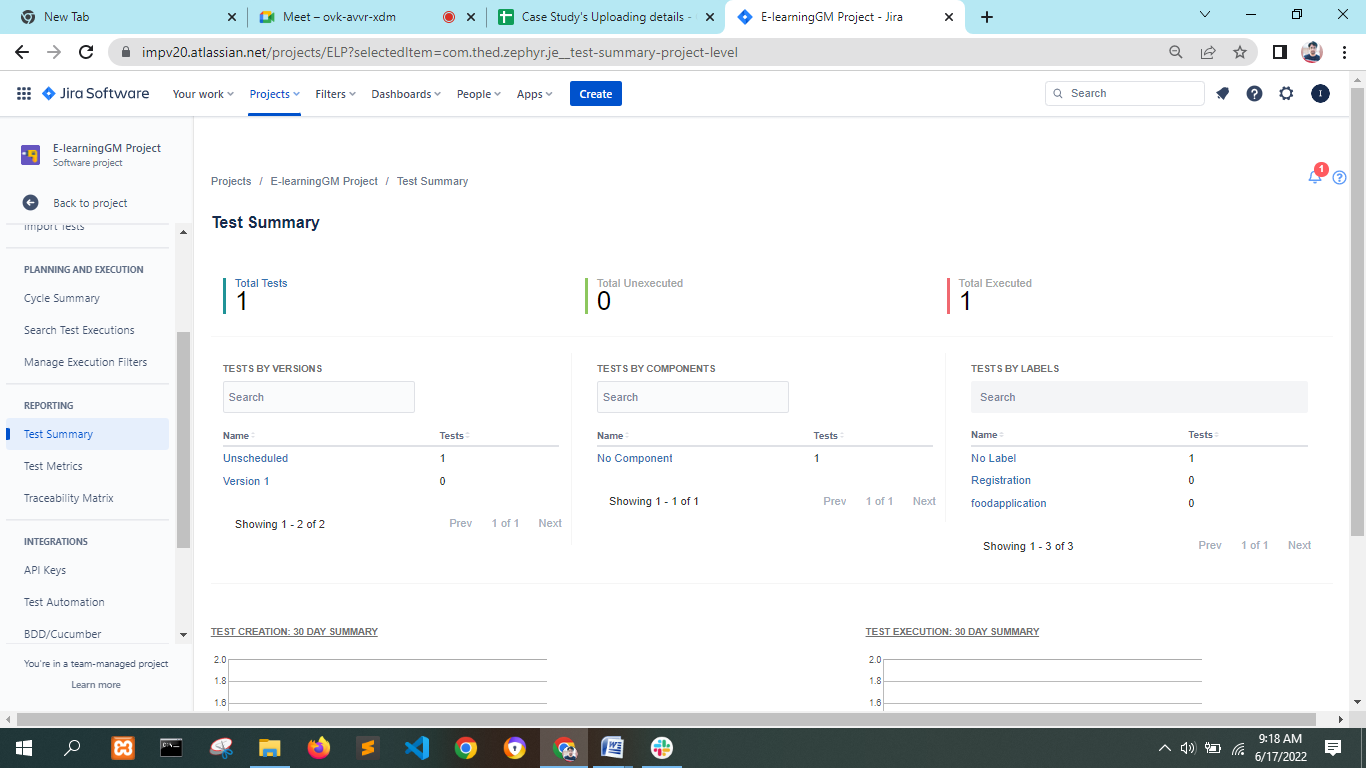 New Tab
Meet – ovk-avvr-xdm
Case Study's Uploading details -
E-learningGM Project - Jira
impv20.atlassian.net/projects/ELP?selectedItem=com.thed.zephyr.je__test-summary-project-level
Jira Software Your work Projects Filters Dashboards People Apps Create Search I
E-learningGM Project
Software project
Back to project
Import Tests
PLANNING AND EXECUTION
Cycle Summary
Search Test Executions
Manage Execution Filters
REPORTING
Test Summary
Test Metrics
Traceability Matrix
INTEGRATIONS
API Keys
Test Automation
BDD/Cucumber
You're in a team-managed project
Learn more
Projects / E-learningGM Project / Test Summary
1
Test Summary
Total Tests
1
Total Unexecuted
0
Total Executed
1
TESTS BY VERSIONS
Search
Name Tests
Unscheduled 1
Version 1 0
Showing 1 - 2 of 2 Prev 1 of 1 Next
TESTS BY COMPONENTS
Search
Name Tests
No Component 1
Showing 1 - 1 of 1 Prev 1 of 1 Next
TESTS BY LABELS
Search
Name Tests
No Label 1
Registration 0
foodapplication 0
Showing 1 - 3 of 3 Prev 1 of 1 Next
TEST CREATION: 30 DAY SUMMARY
2.0
1.8
1.6
TEST EXECUTION: 30 DAY SUMMARY
2.0
1.8
1.6
9:18 AM
6/17/2022